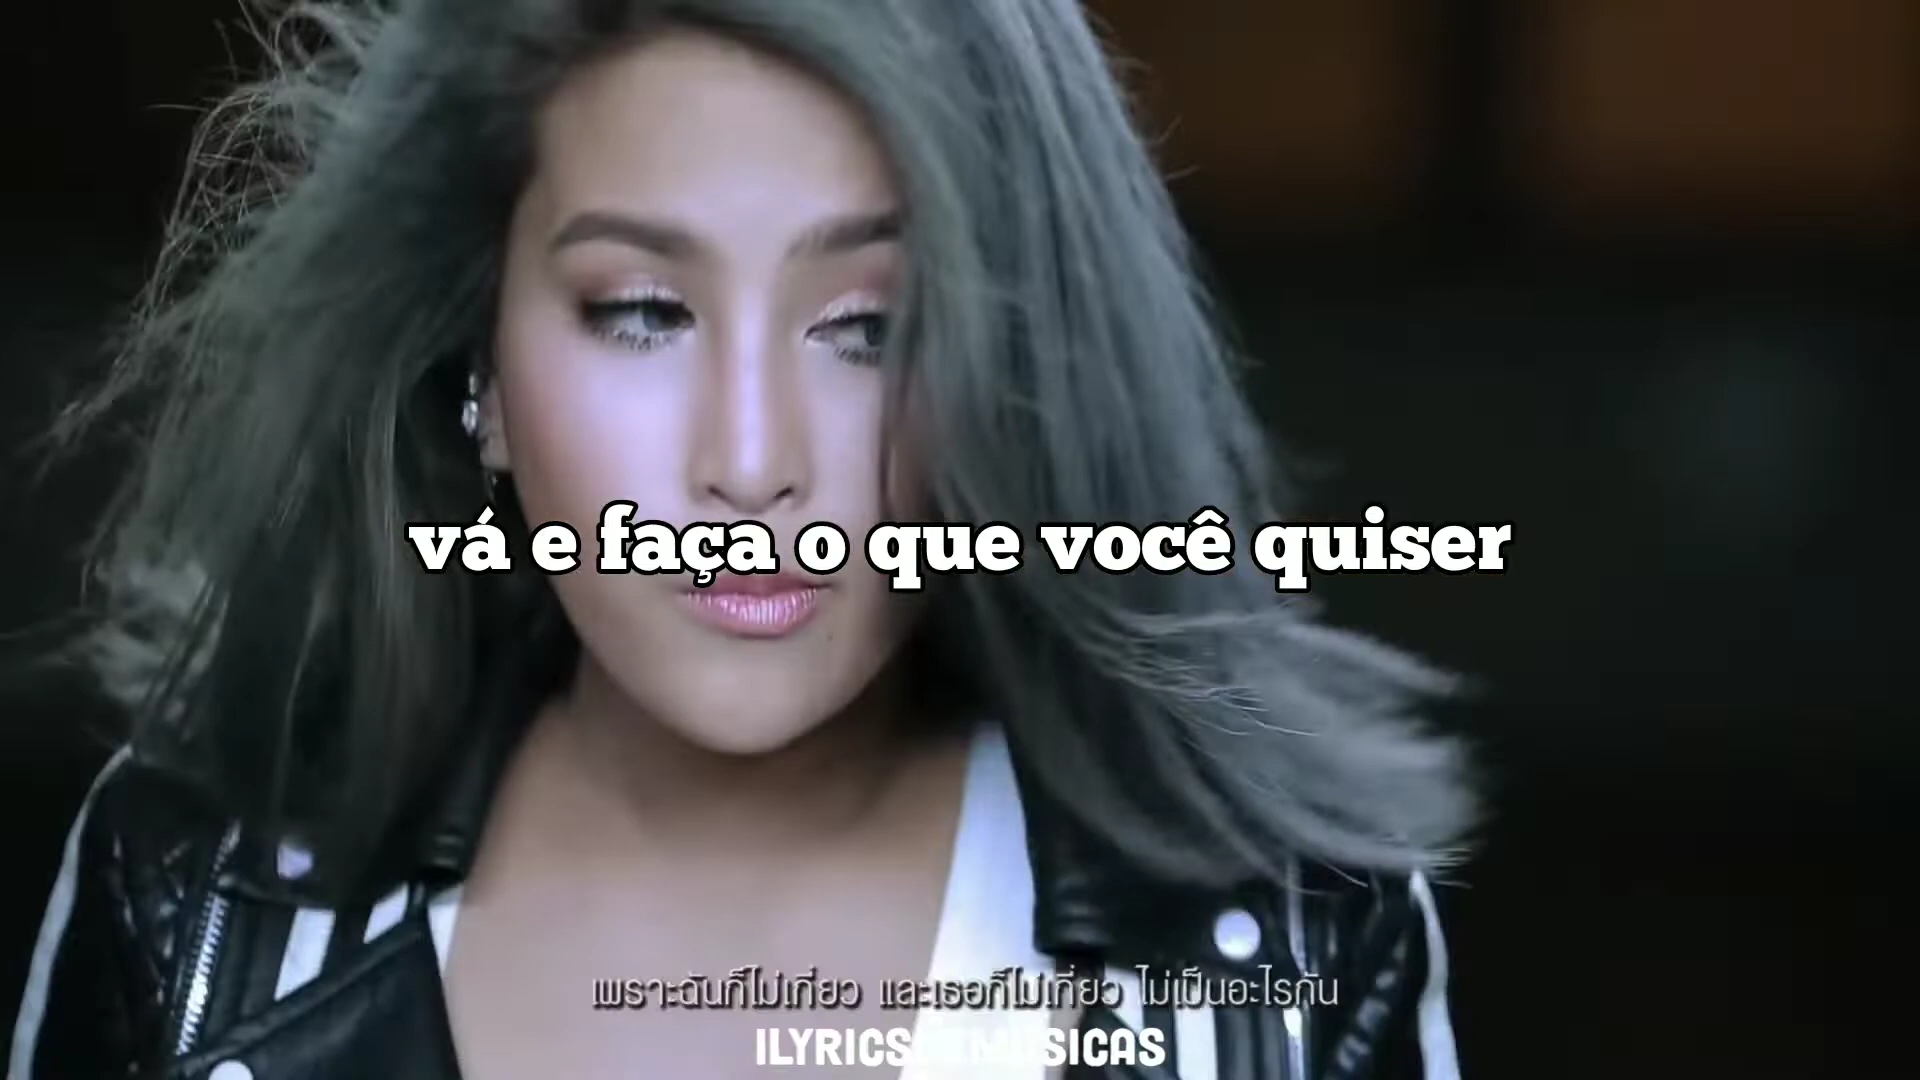 vá e faça o que você quiser
เพราะฉันก็ไม่เกี่ยว และเธอก็ไม่เกี่ยว ไม่เป็นอะไรกัน